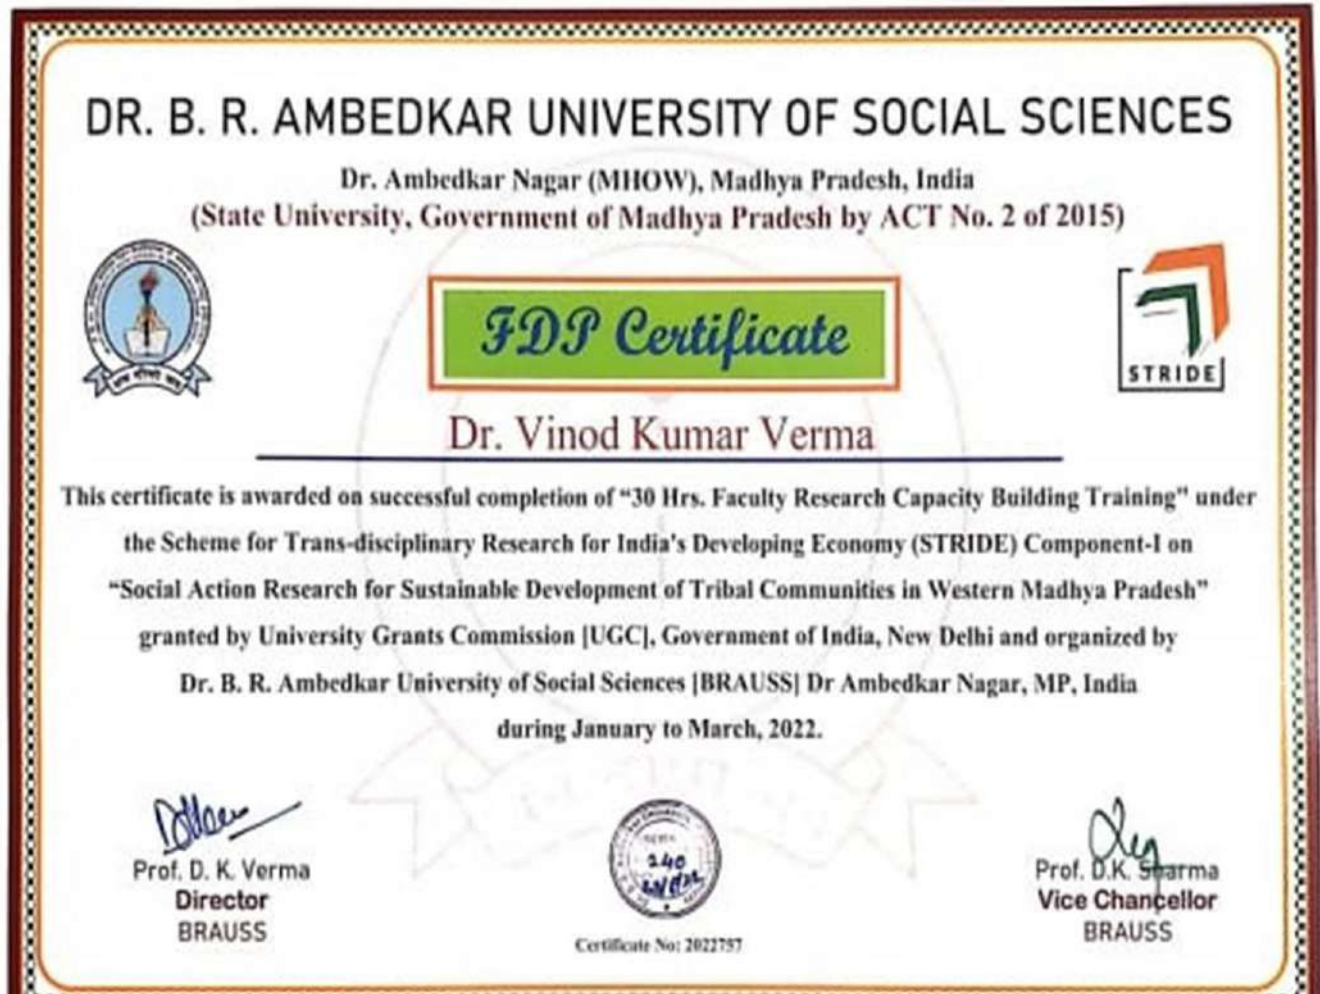 DR. B. R. AMBEDKAR UNIVERSITY OF SOCIAL SCIENCES
Dr. Ambedkar Nagar (MHOW), Madhya Pradesh, India
(State University, Government of Madhya Pradesh by ACT No. 2 of 2015)
FDP Certificate
STRIDE
Dr. Vinod Kumar Verma
This certificate is awarded on successful completion of “30 Hrs. Faculty Research Capacity Building Training” under
the Scheme for Trans-disciplinary Research for India's Developing Economy (STRIDE) Component-I on
“Social Action Research for Sustainable Development of Tribal Communities in Western Madhya Pradesh”
granted by University Grants Commission [UGC], Government of India, New Delhi and organized by
Dr. B. R. Ambedkar University of Social Sciences [BRAUSS] Dr Ambedkar Nagar, MP, India
during January to March, 2022.
240
Prof. D. K. Verma
Director
BRAUSS
Prof. D.K. Sharma
Vice Chancellor
BRAUSS
Certificate No: 2022757